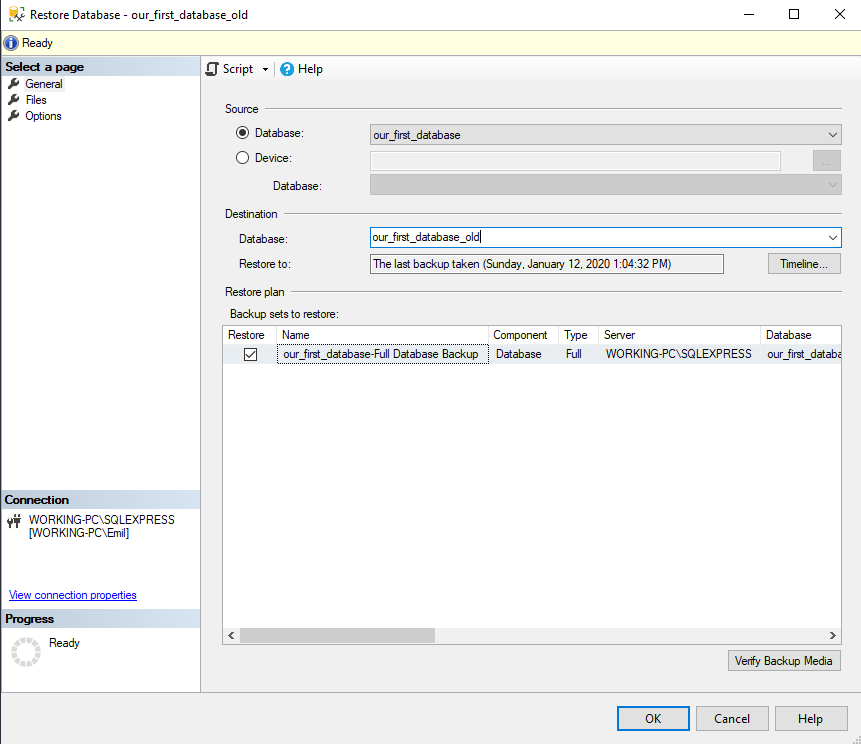 Restore Database - our_first_database_old
Ready
Select a page
General
Files
Options
Script
Help
Source
Database:
our_first_database
Device:
...
Database:
Destination
Database:
our_first_database_old
Restore to:
The last backup taken (Sunday, January 12, 2020 1:04:32 PM)
Timeline...
Restore plan
Backup sets to restore:
Restore Name Component Type Server Database
our_first_database-Full Database Backup Database Full WORKING-PC\SQLEXPRESS our_first_databa
Connection
WORKING-PC\SQLEXPRESS
[WORKING-PC\Emil]
View connection properties
Progress
Ready
Verify Backup Media
OK Cancel Help